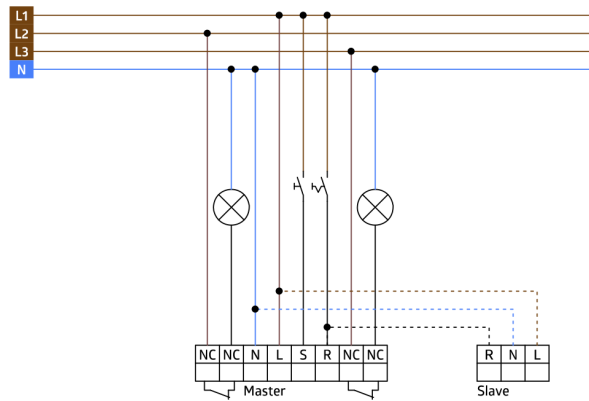 L1
L2
L3
N
NC NC N L S R NC NC
R N L
Master
Slave